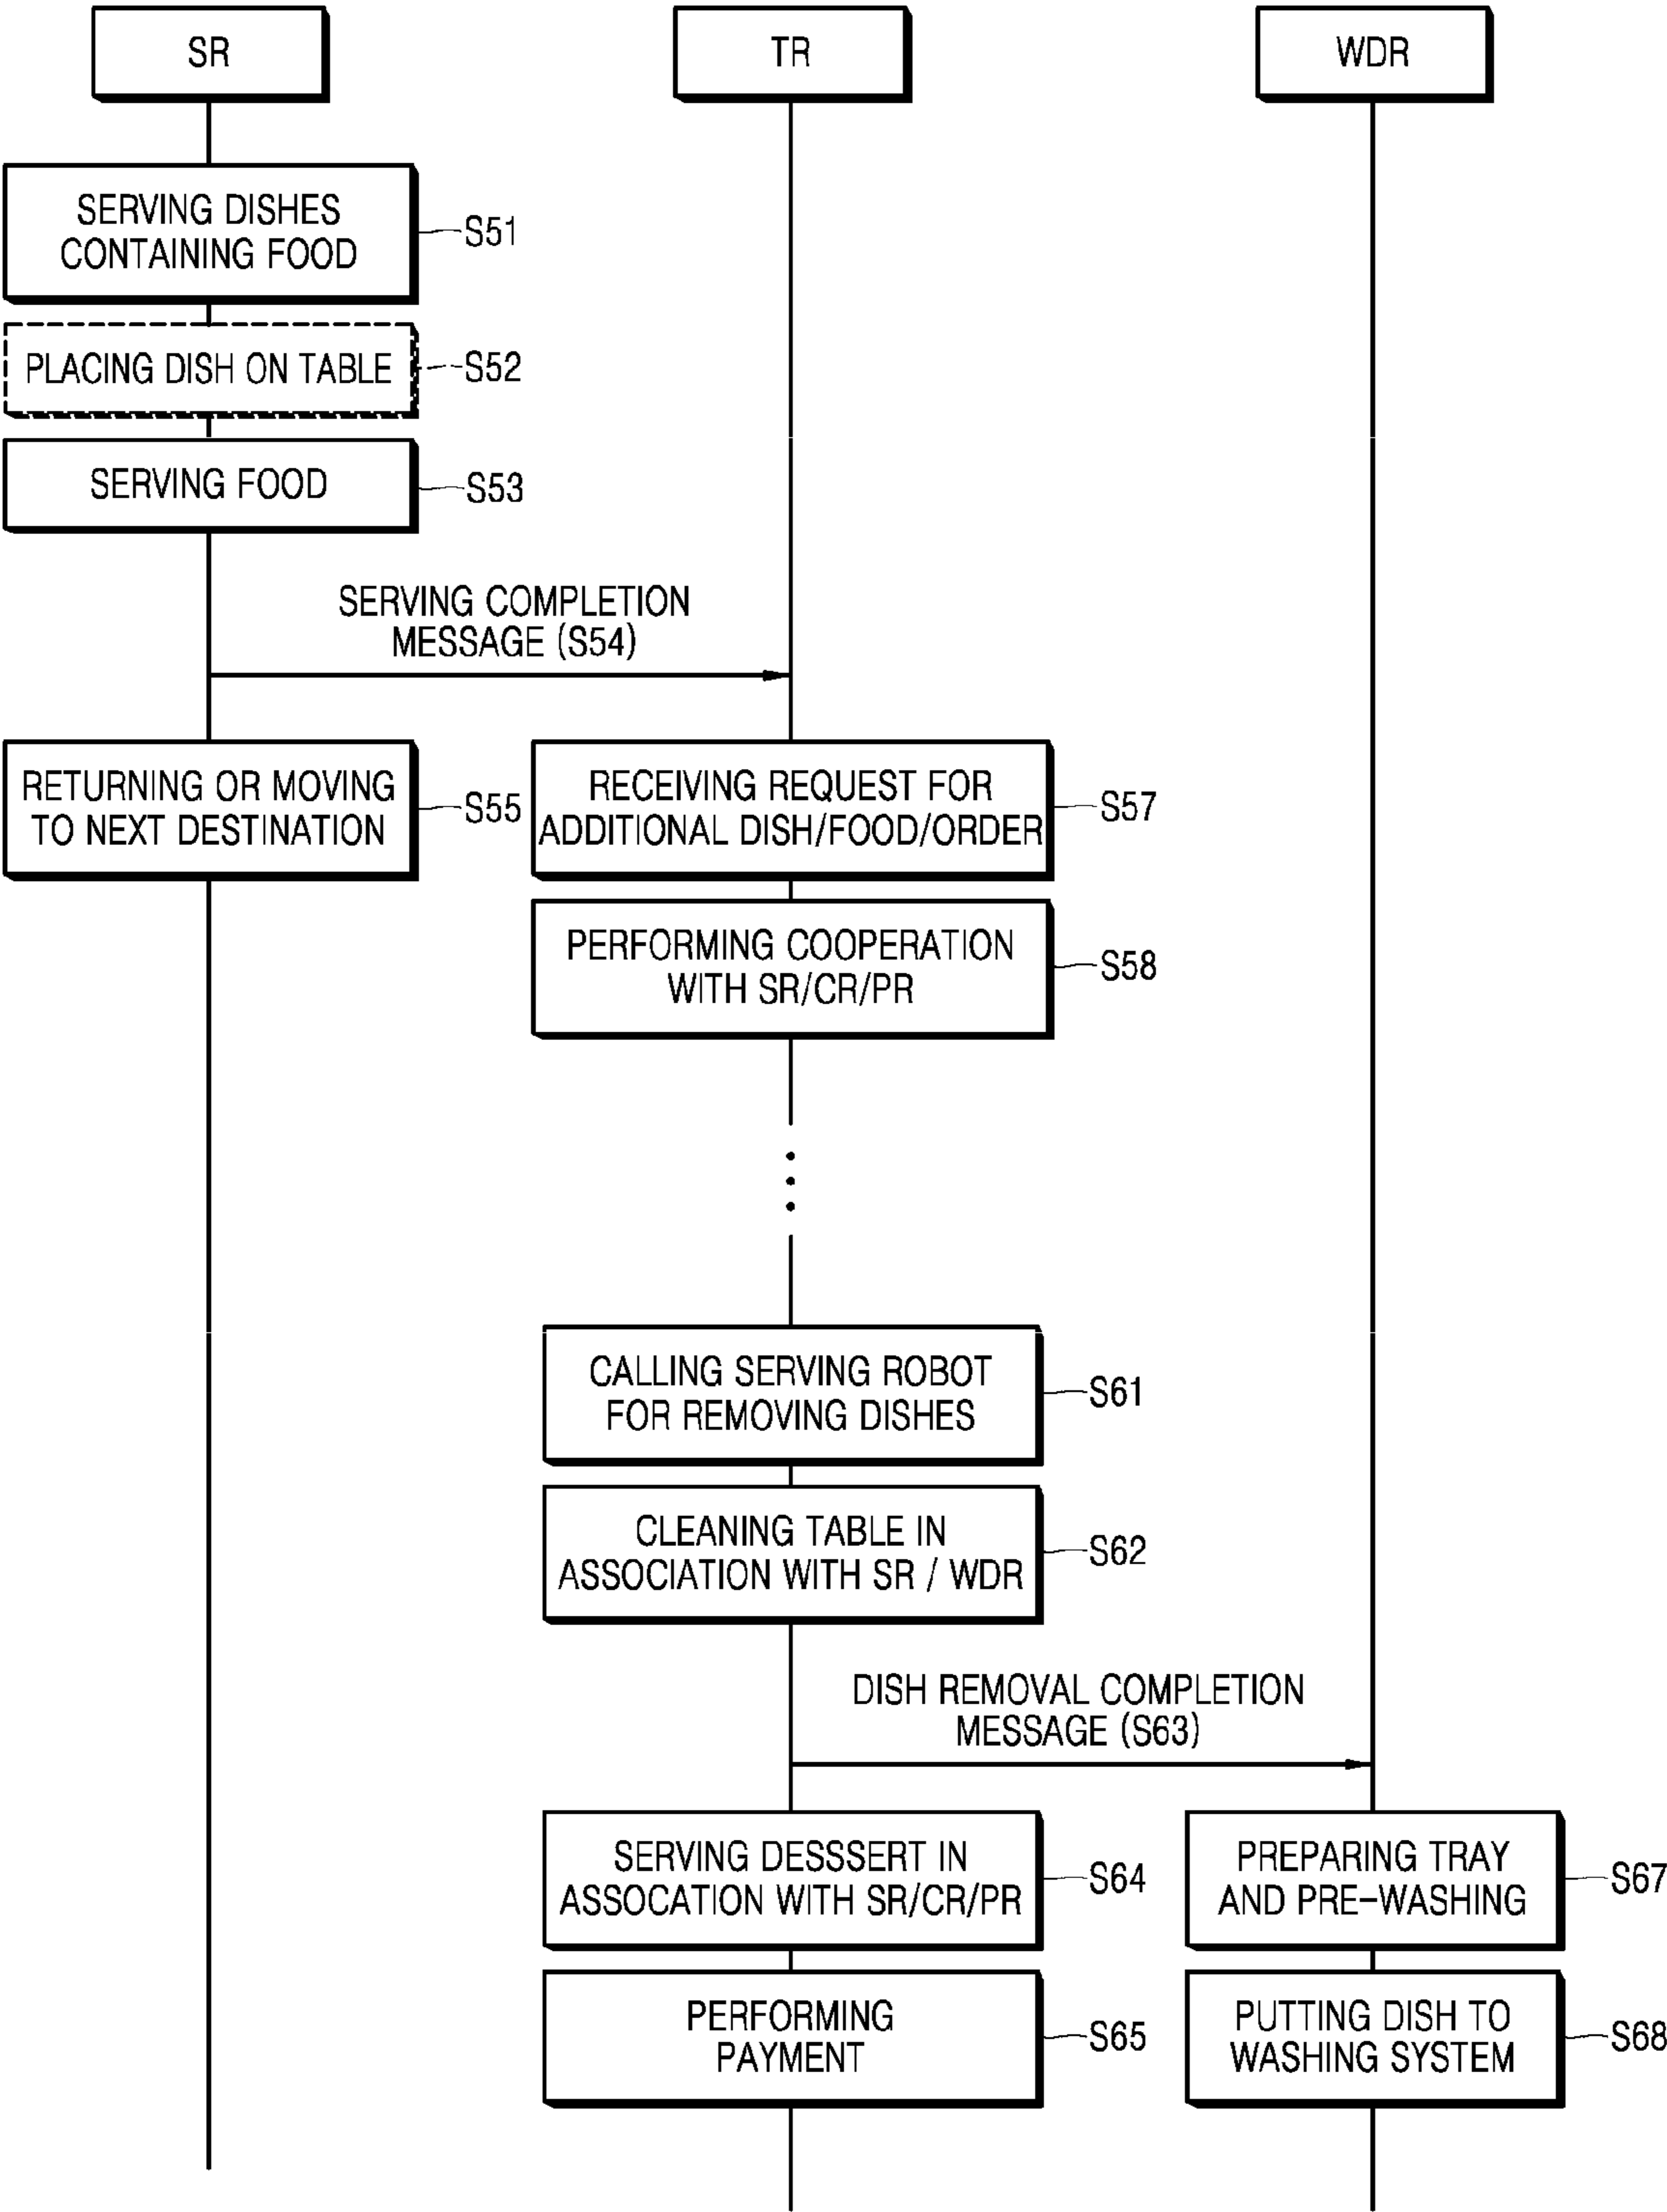 SR
TR
WDR
SERVING DISHES
CONTAINING FOOD
S51
PLACING DISH ON TABLE
S52
SERVING FOOD
S53
SERVING COMPLETION
MESSAGE (S54)
RETURNING OR MOVING
TO NEXT DESTINATION
S55
RECEIVING REQUEST FOR
ADDITIONAL DISH/FOOD/ORDER
S57
PERFORMING COOPERATION
WITH SR/CR/PR
S58
CALLING SERVING ROBOT
FOR REMOVING DISHES
S61
CLEANING TABLE IN
ASSOCIATION WITH SR / WDR
S62
DISH REMOVAL COMPLETION
MESSAGE (S63)
SERVING DESSSERT IN
ASSOCATION WITH SR/CR/PR
S64
PREPARING TRAY
AND PRE-WASHING
S67
PERFORMING
PAYMENT
S65
PUTTING DISH TO
WASHING SYSTEM
S68